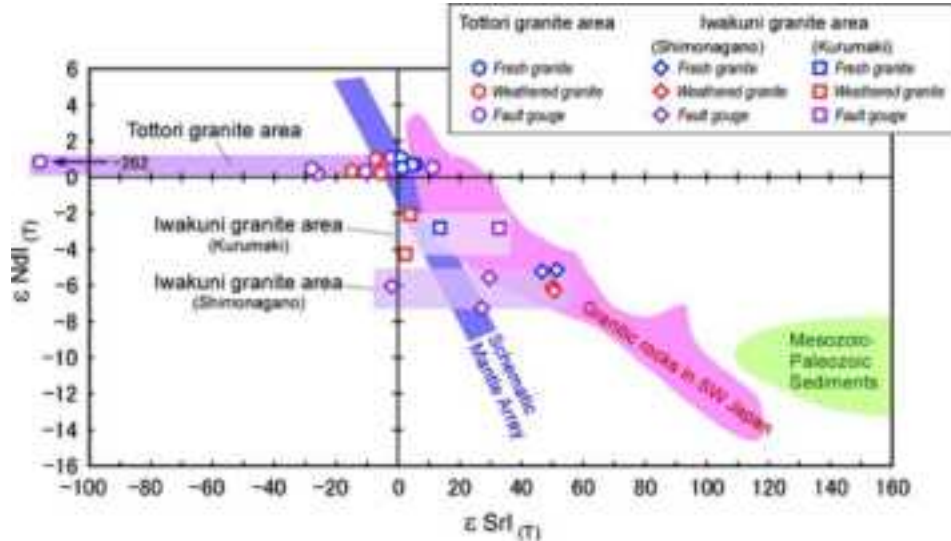 Tottori granite area
Iwakuni granite area
(Shimonagano)
(Kurumaki)
Fresh granite
Fresh granite
Fresh granite
Weathered granite
Weathered granite
Weathered granite
Fault gouge
Fault gouge
Fault gouge
6
4
2
0
-2
-4
-6
-8
-10
-12
-14
-16
ε NdI (T)
Tottori granite area
-262
Iwakuni granite area
(Kurumaki)
Iwakuni granite area
(Shimonagano)
Schematic
Mantle Array
Granitic rocks in SW Japan
Mesozoic-
Paleozoic
Sediments
-100 -80 -60 -40 -20 0 20 40 60 80 100 120 140 160
ε SrI (T)